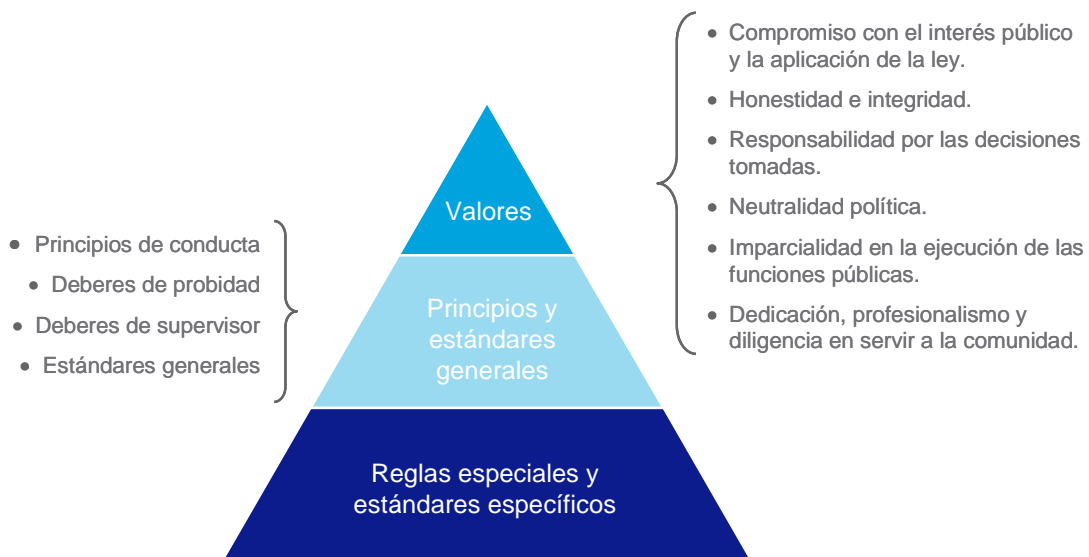 • Compromiso con el interés público
y la aplicación de la ley.
• Honestidad e integridad.
• Responsabilidad por las decisiones
tomadas.
• Neutralidad política.
• Imparcialidad en la ejecución de las
funciones públicas.
• Dedicación, profesionalismo y
diligencia en servir a la comunidad.
Valores
• Principios de conducta
• Deberes de probidad
• Deberes de supervisor
• Estándares generales
Principios y
estándares
generales
Reglas especiales y
estándares específicos